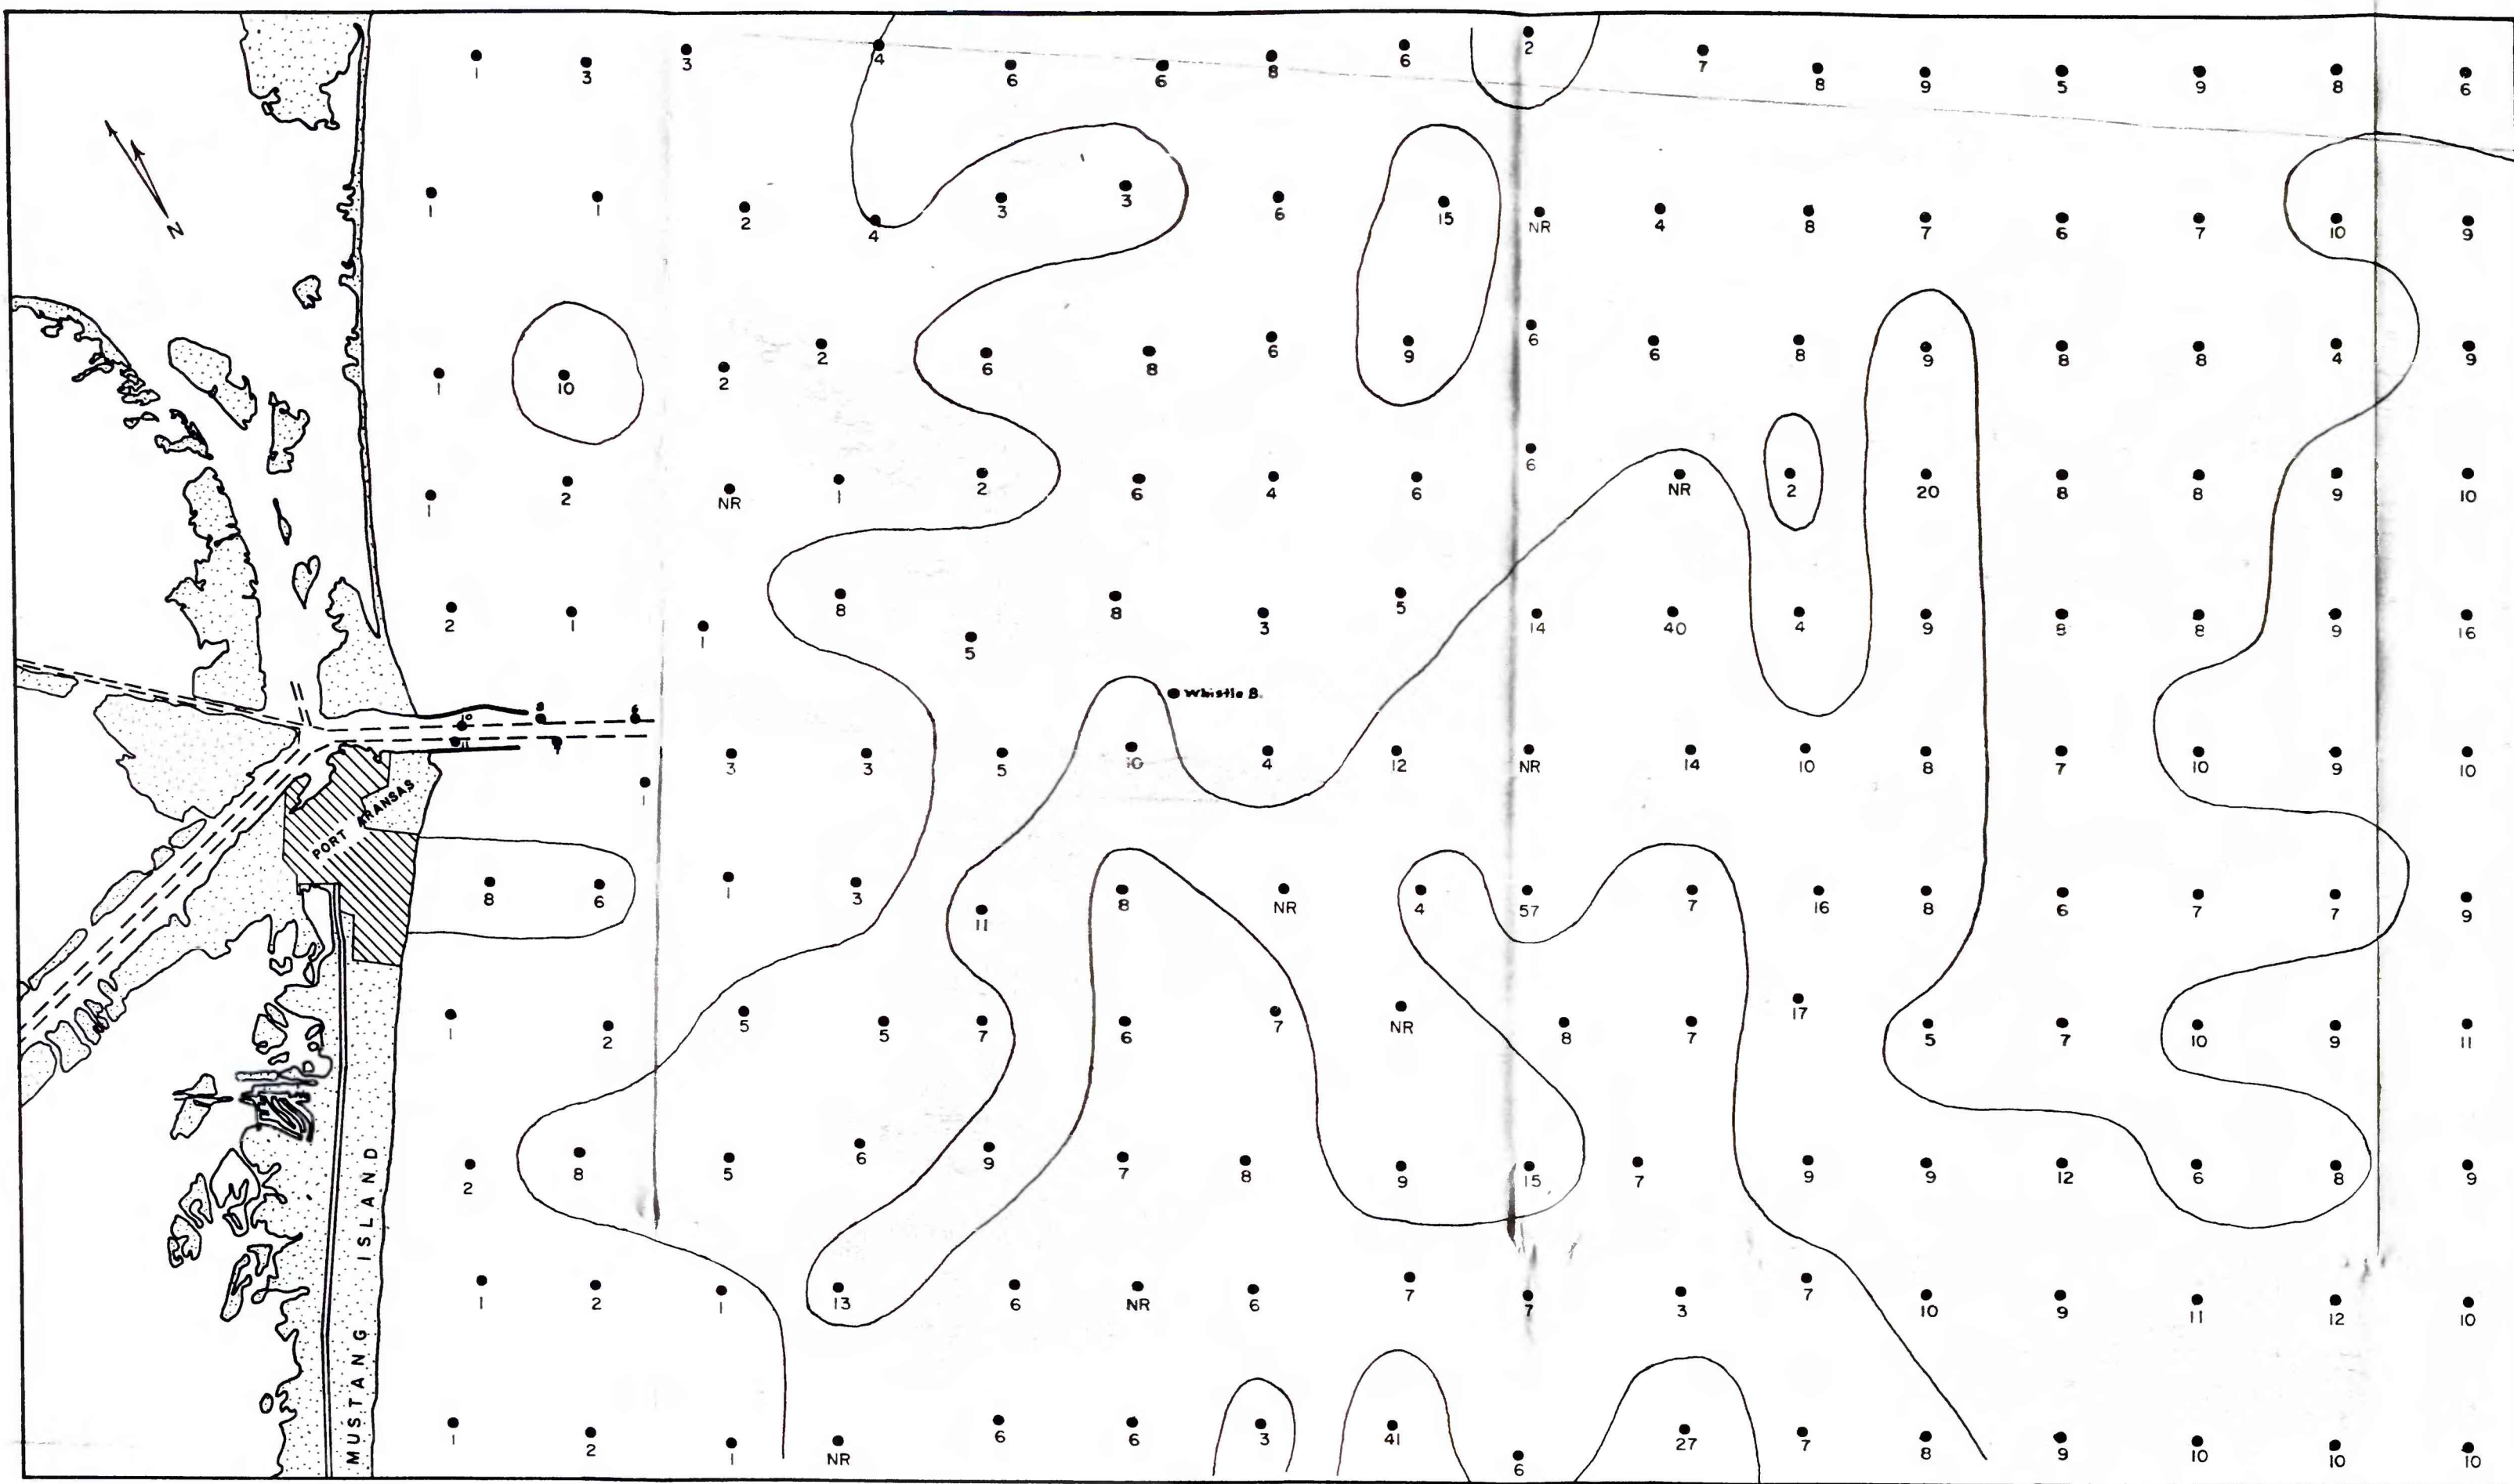 1 3 3 4 6 6 8 6 2 7 8 9 5 9 8 6
1 1 2 4 3 3 6 15 NR 4 8 7 6 7 10 9
N
1 10 2 2 6 8 6 9 6 6 8 9 8 8 4 9
1 2 NR 1 2 6 4 6 6 NR 2 20 8 8 9 10
2 1 1 8 5 8 3 5 14 40 4 9 8 8 9 16
Whistle B.
10 8 6
11 7
1 3 3 5 10 4 12 NR 14 10 8 7 10 9 10
PORT ARANSAS
8 6 1 3 11 8 NR 4 57 7 16 8 6 7 7 9
1 2 5 5 7 6 7 NR 8 7 17 5 7 10 9 11
2 8 5 6 9 7 8 9 15 7 9 9 12 6 8 9
MUSTANG ISLAND
1 2 1 13 6 NR 6 7 7 3 7 10 9 11 12 10
1 2 1 NR 6 6 3 41 6 27 7 8 9 10 10 10